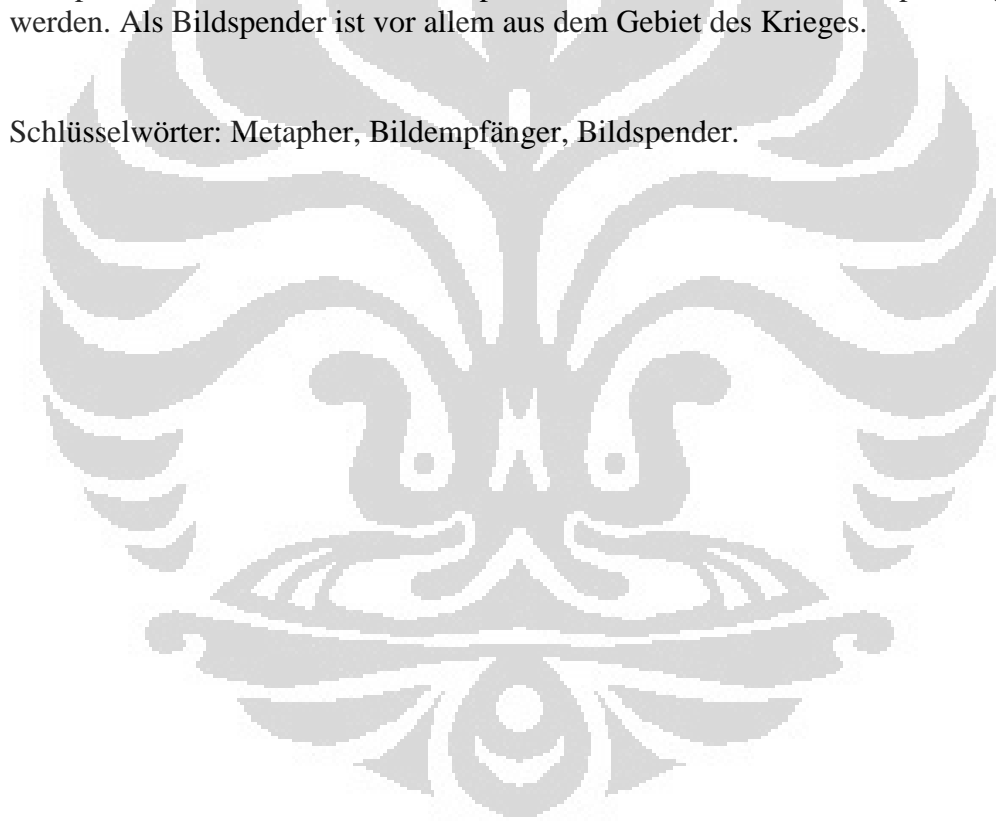 werden. Als Bildspender ist vor allem aus dem Gebiet des Krieges.
Schlüsselwörter: Metapher, Bildempfänger, Bildspender.